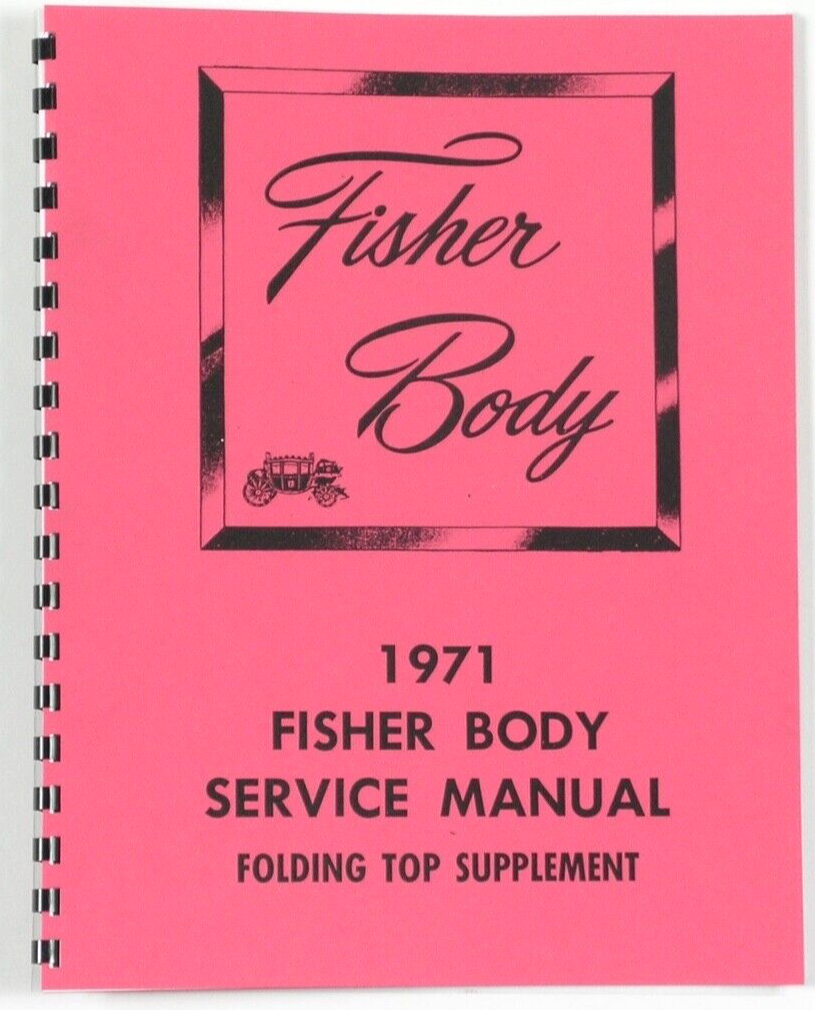 Fisher
Body
1971
FISHER BODY
SERVICE MANUAL
FOLDING TOP SUPPLEMENT